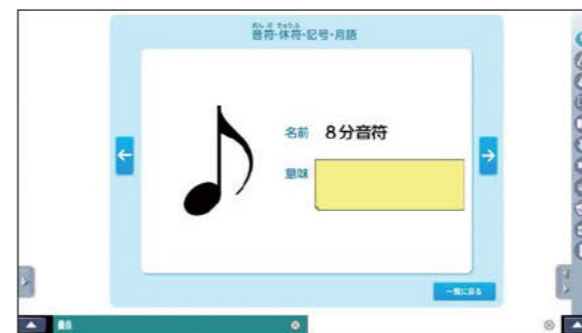 おんぷ きゅうふ
音符・休符・記号・用語
名前 8分音符
意味
一覧に戻る